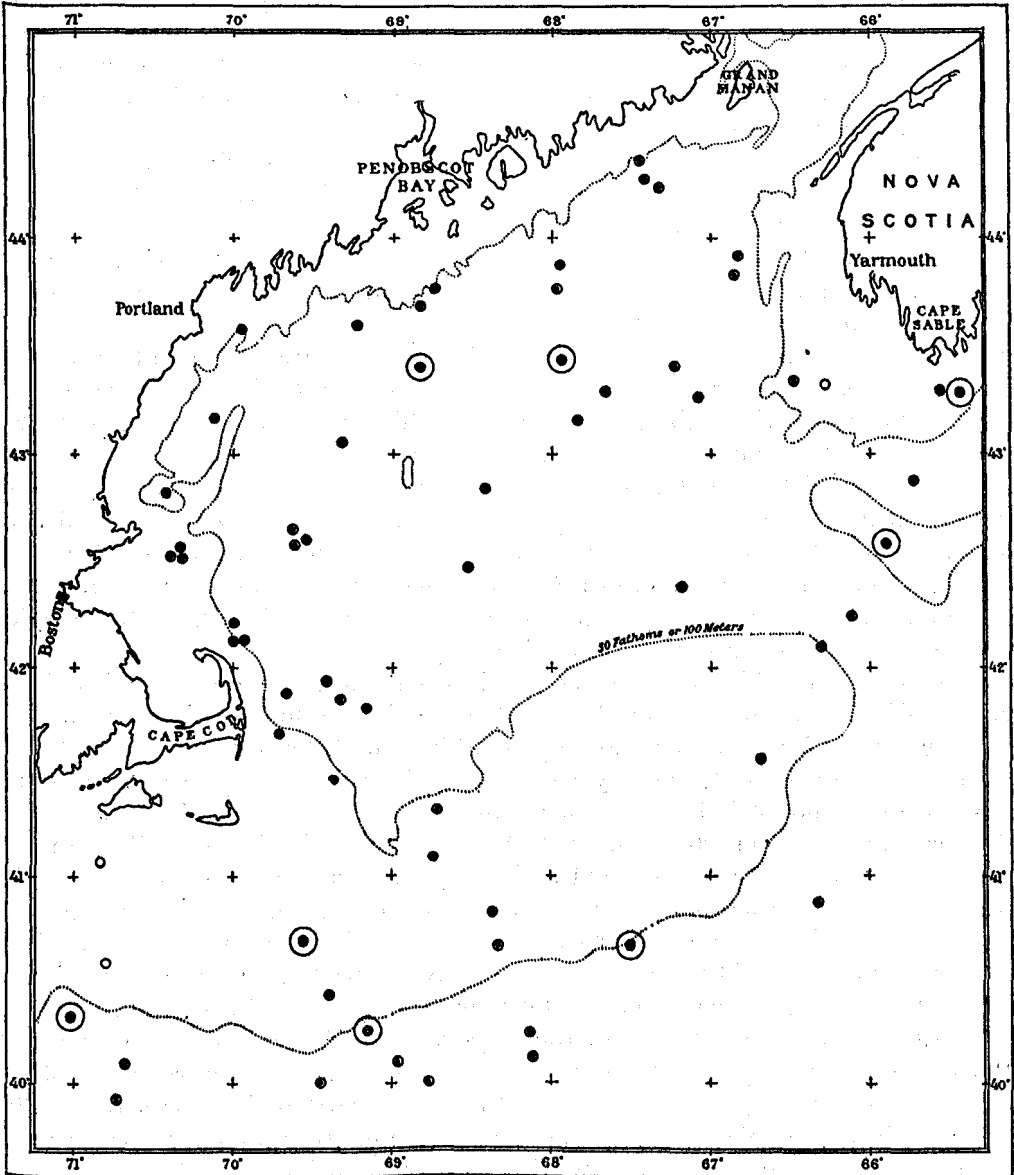 71° 70° 69° 68° 67° 66°
GRAND
MANAN
PENOBSCOT
BAY
NOVA
SCOTIA
44° 44°
Yarmouth
Portland
CAPE
SABLE
43° 43°
Boston
50 Fathoms or 100 Meters
42° 42°
CAPE COD
41° 41°
40° 40°
71° 70° 69° 68° 67° 66°